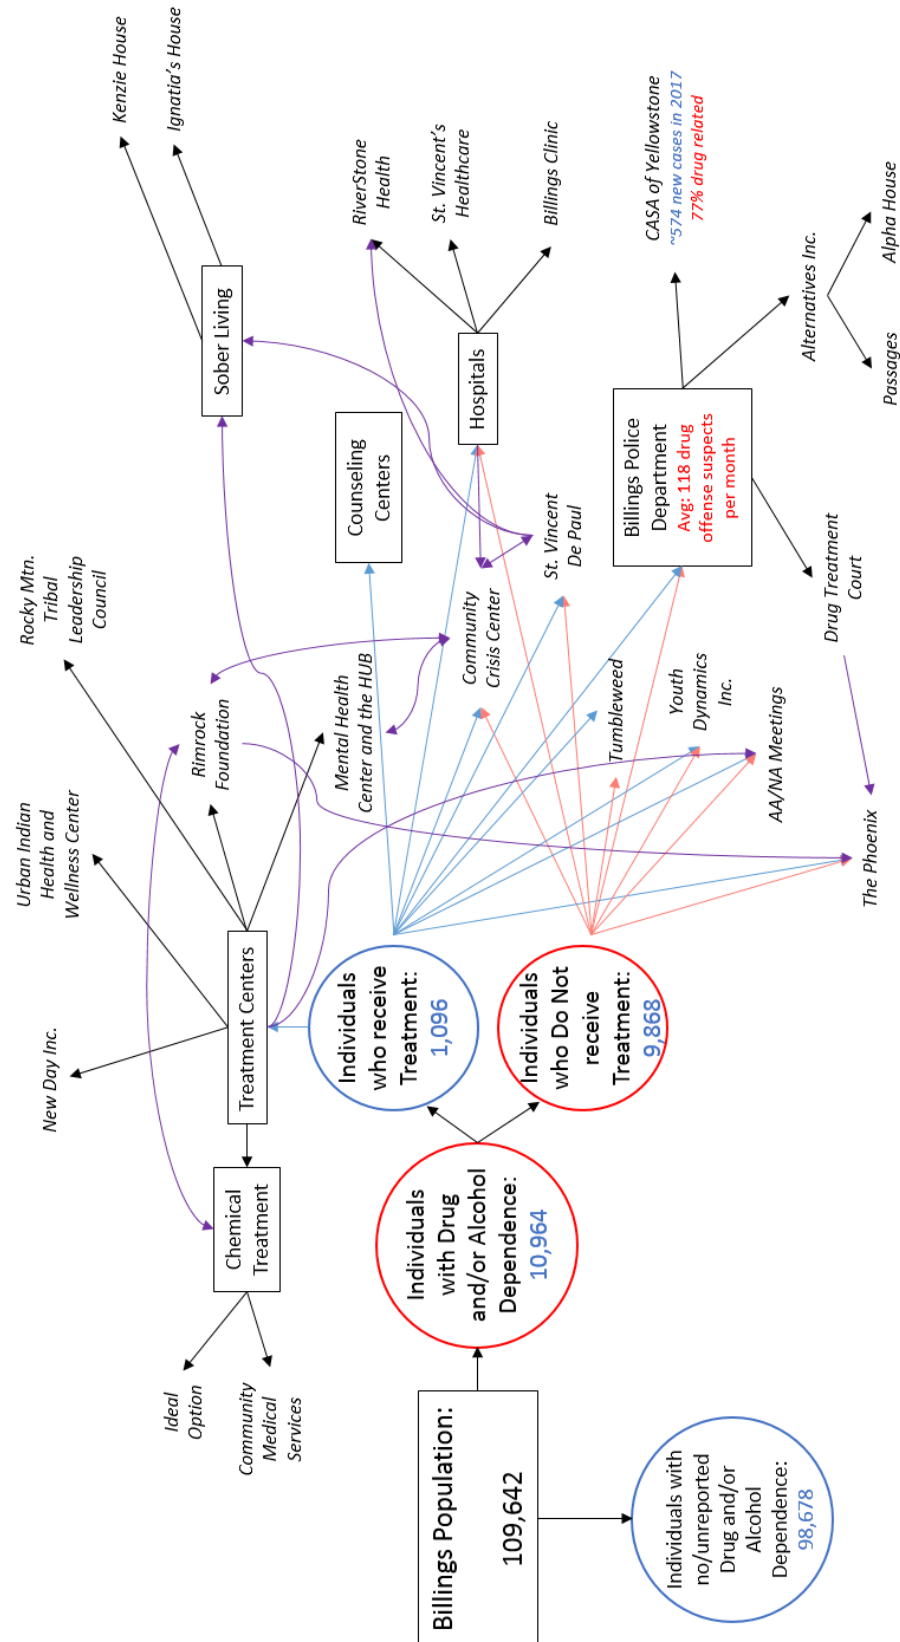 Billings Population:
109,642
Individuals with
no/unreported
Drug and/or
Alcohol
Dependence:
98,678
Individuals
with Drug
and/or Alcohol
Dependence:
10,964
Individuals
who receive
Treatment:
1,096
Individuals
who Do Not
receive
Treatment:
9,868
Ideal
Option
Community
Medical
Services
Chemical
Treatment
Treatment Centers
New Day Inc.
Urban Indian
Health and
Wellness Center
Rocky Mtn.
Tribal
Leadership
Council
Rimrock
Foundation
Mental Health
Center and the HUB
Sober Living
Kenzie House
Ignatia's House
Counseling
Centers
Hospitals
RiverStone
Health
St. Vincent's
Healthcare
Billings Clinic
Community
Crisis Center
St. Vincent
De Paul
Tumbleweed
Youth
Dynamics
Inc.
AA/NA Meetings
The Phoenix
Billings Police
Department
Avg: 118 drug
offense suspects
per month
CASA of Yellowstone
~574 new cases in 2017
77% drug related
Alternatives Inc.
Passages
Alpha House
Drug Treatment
Court